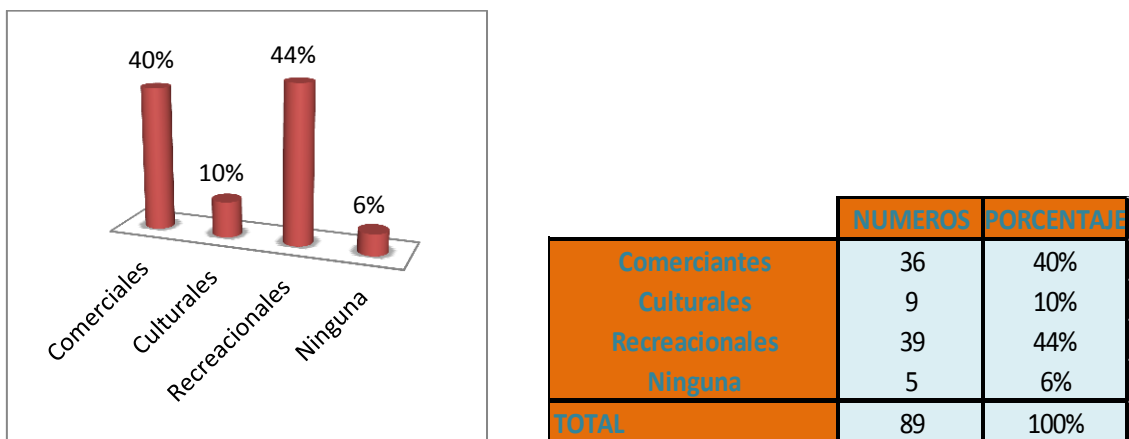 40%
10%
44%
6%
Comerciales
Culturales
Recreacionales
Ninguna
NUMEROS PORCENTAJE
Comerciantes 36 40%
Culturales 9 10%
Recreacionales 39 44%
Ninguna 5 6%
TOTAL 89 100%